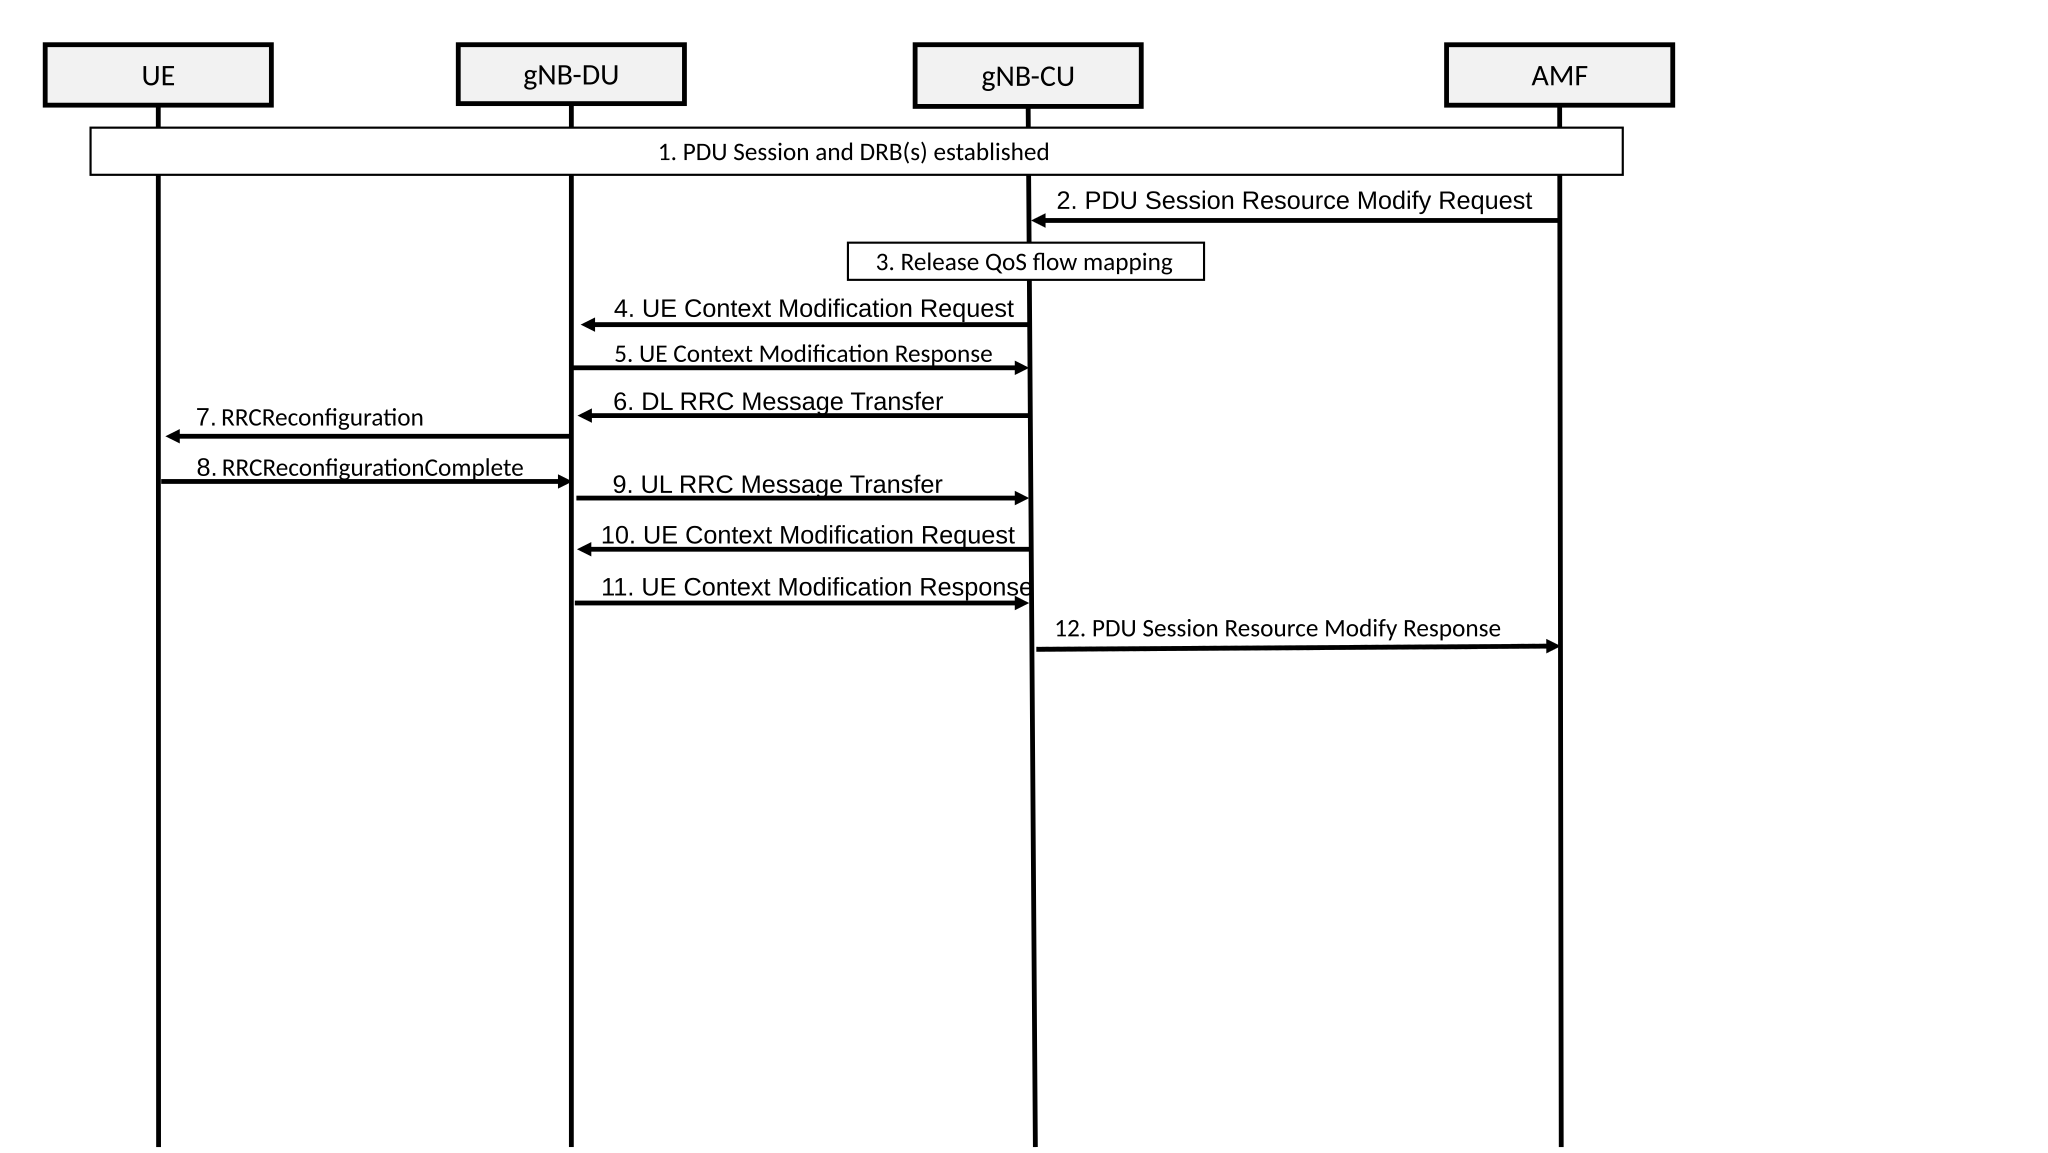 UE
gNB-DU
gNB-CU
AMF
1. PDU Session and DRB(s) established
2. PDU Session Resource Modify Request
3. Release QoS flow mapping
4. UE Context Modification Request
5. UE Context Modification Response
6. DL RRC Message Transfer
7. RRCReconfiguration
8. RRCReconfigurationComplete
9. UL RRC Message Transfer
10. UE Context Modification Request
11. UE Context Modification Response
12. PDU Session Resource Modify Response